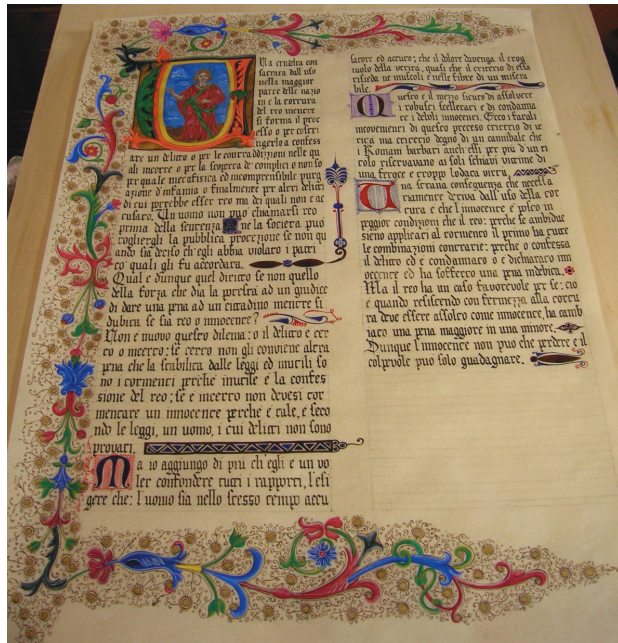 Una crudeltà con
sacrata dall uso
nella maggior
parte delle nazio
ni è la tortura
del reo mentre
si forma il proc
esso o per costri
ngerlo a confess
are un delitto o per le contradizioni nelle qu
ali incorre o per la scoperta de complici o non so
per quale metafisica ed incomprensibile purg
azione d'infamia o finalmente per altri delitti
di cui potrebbe esser reo ma dei quali non è ac
cusato. Un uomo non può chiamarsi reo
prima della sentenza ne la società può
togliergli la pubblica protezione se non qu
ando sia deciso ch'egli abbia violato i patti
co' quali gli fu accordata.
Qual è dunque quel diritto se non quello
della forza che dia la potestà ad un giudice
di dare una pena ad un cittadino mentre si
dubita se sia reo o innocente?
Non è nuovo questo dilema: o il delitto è cer
to o incerto; se certo non gli conviene altra
pena che la stabilita dalle leggi ed inutili so
no i tormenti perché inutile è la confes
sione del reo; se è incerto non devesi tor
mentare un innocente perché è tale, e seco
ndo le leggi, un uomo, i cui delitti non sono
provati.
Ma io aggiungo di più ch'egli è un vo
ler confondere tutti i rapporti, l'esi
gere che: l'uomo sia nello stesso tempo accu
satore ed accuso; che il dolore divenga il crog
iuolo della verità, quasi che il criterio di essa
risieda ne muscoli e nelle fibre di un misera
bile.
Questo è il mezzo sicuro di assolvere
i robusti scellerati e di condanna
re i deboli innocenti. Ecco i fatali
inconvenienti di questo preteso criterio di ve
rità ma criterio degno di un cannibale che
i Romani barbari anch'essi per più d'un ti
tolo riservavano ai soli schiavi vittime di
una feroce e troppo lodata virtù.
Una strana conseguenza che necessa
riamente deriva dall uso della tor
tura è che l innocente è posto in
peggior condizioni che il reo: perché se ambidue
sieno applicati al tormento il primo ha tutte
le combinazioni contrarie: perché o confessa
il delitto ed è condannato o è dichiarato inn
ocente ed ha sofferto una pena indebita.
Ma il reo ha un caso favorevole per sé: cio
è quando resistendo con fermezza alla tortu
ra deve essere assolto come innocente, ha camb
iato una pena maggiore in una minore.
Dunque l'innocente non può che perdere e il
colpevole può solo guadagnare.